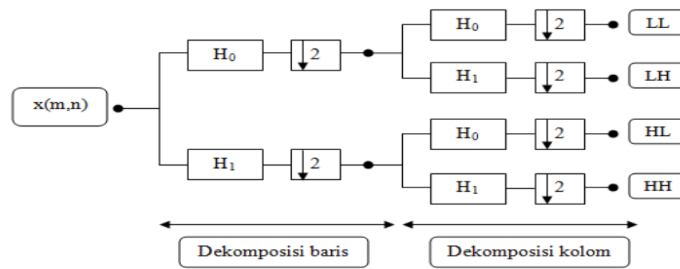 H₀ 2 LL
H₀ 2
H₁ 2 LH
x(m,n)
H₀ 2 HL
H₁ 2
H₁ 2 HH
Dekomposisi baris Dekomposisi kolom